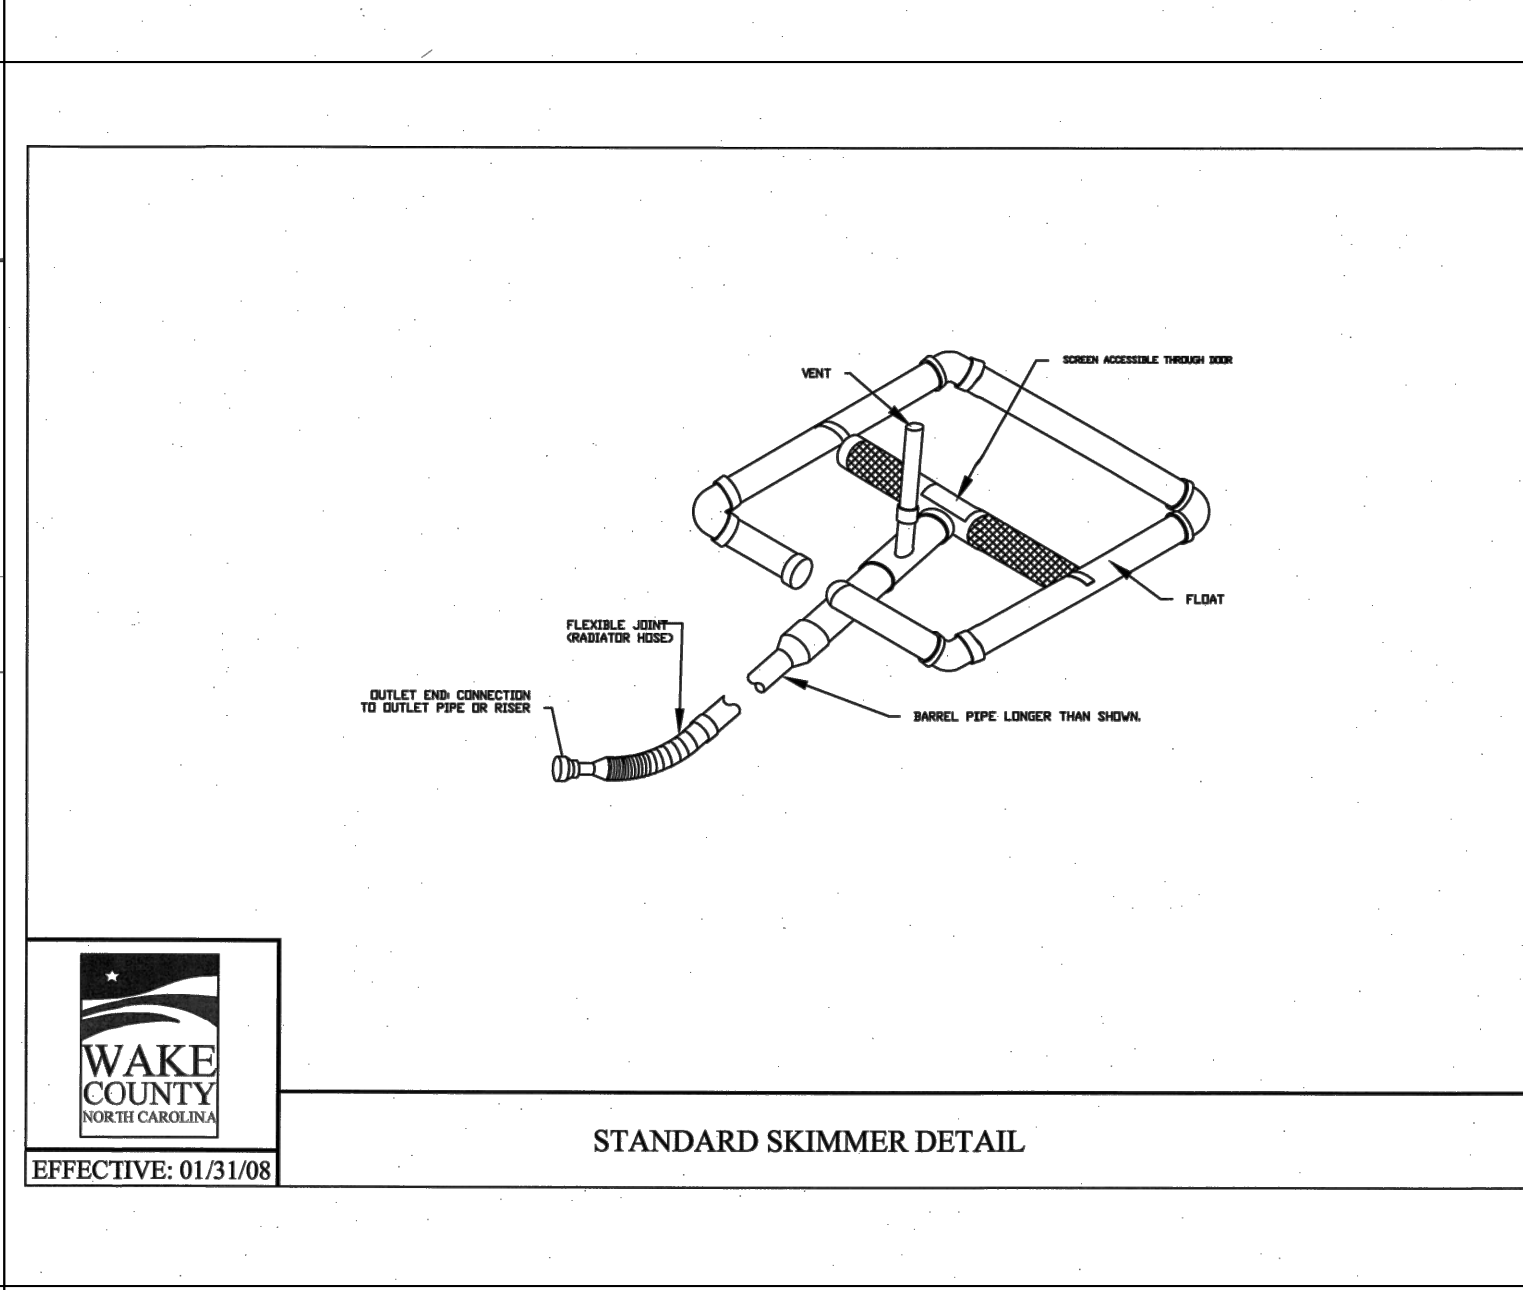 SCREEN ACCESSIBLE THROUGH DOOR
VENT
FLOAT
FLEXIBLE JOINT
(RADIATOR HOSE)
OUTLET END: CONNECTION
TO OUTLET PIPE OR RISER
BARREL PIPE LONGER THAN SHOWN.
WAKE
COUNTY
NORTH CAROLINA
STANDARD SKIMMER DETAIL
EFFECTIVE: 01/31/08